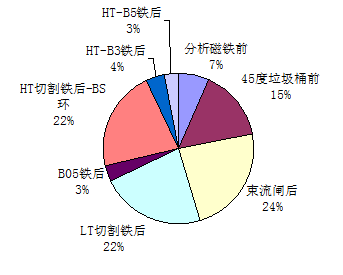 HT-B5铁后
3%
分析磁铁前
7%
45度垃圾桶前
15%
束流闸后
24%
LT切割铁后
22%
B05铁后
3%
HT切割铁后-BS
环
22%
HT-B3铁后
4%